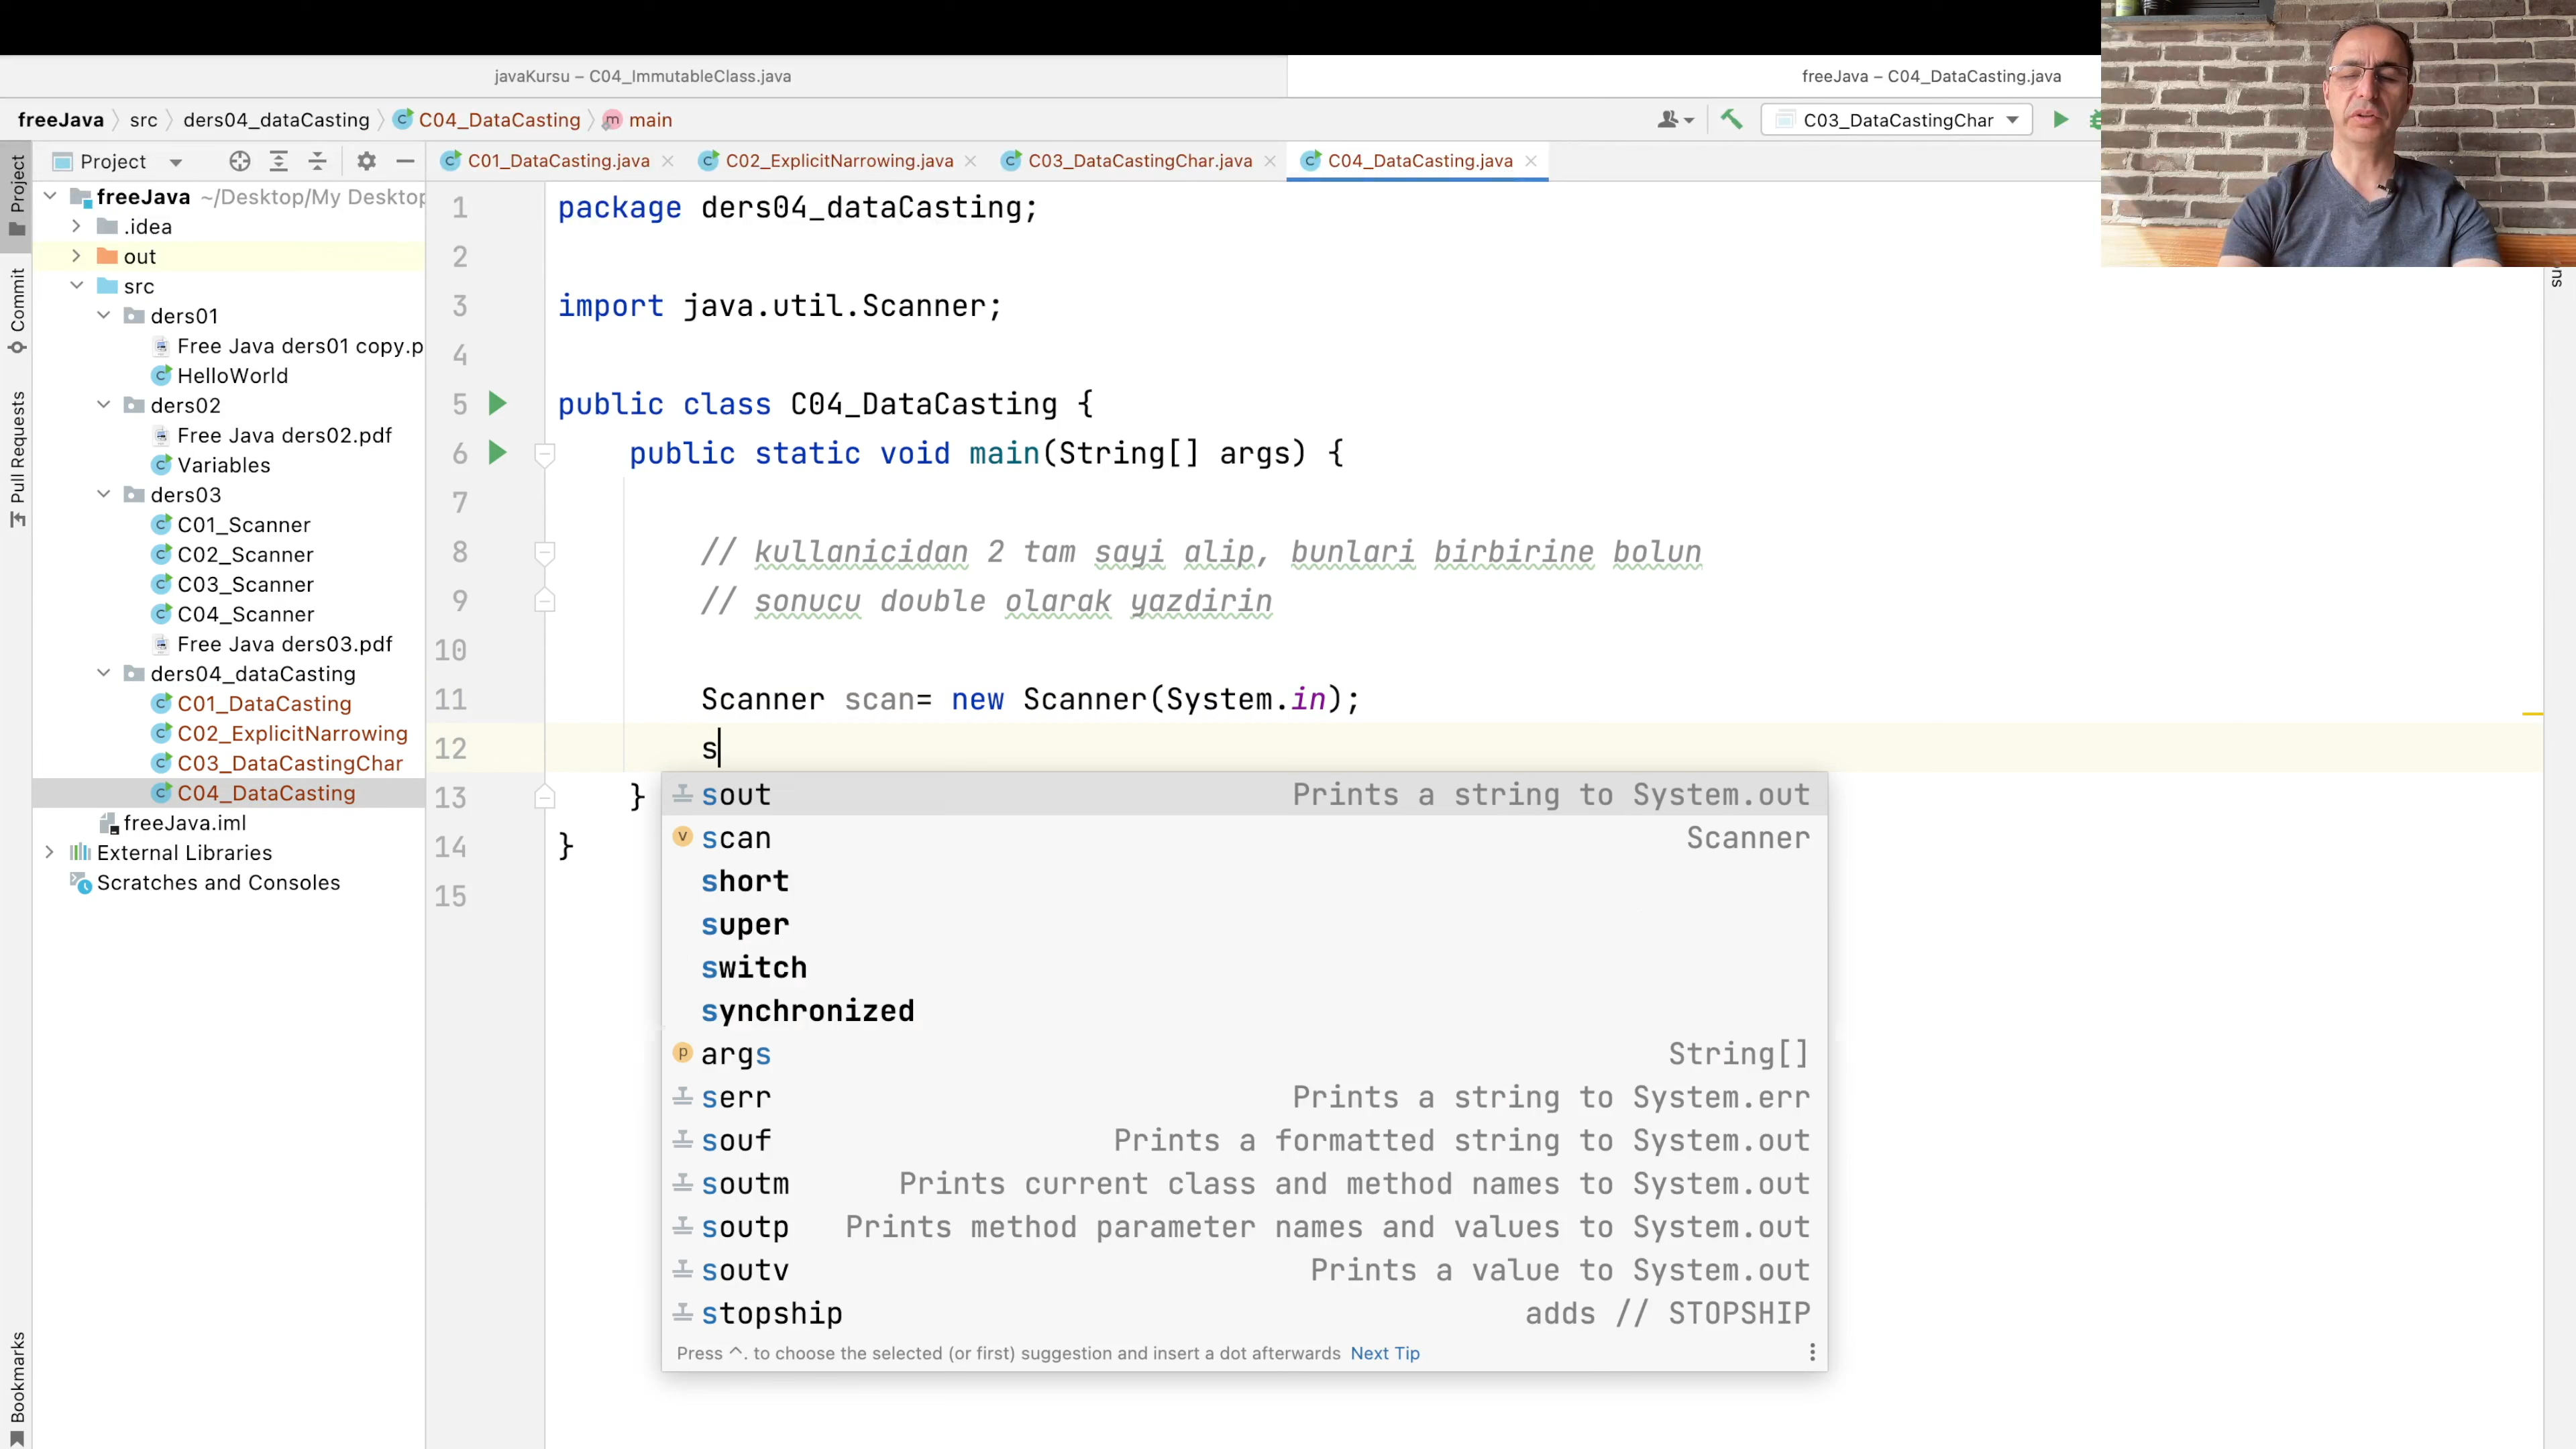 javaKursu – C04_ImmutableClass.java
freeJava – C04_DataCasting.java
freeJava
src
ders04_dataCasting
C04_DataCasting
main
C03_DataCastingChar
Project
C01_DataCasting.java
C02_ExplicitNarrowing.java
C03_DataCastingChar.java
C04_DataCasting.java
Project
Commit
Pull Requests
Bookmarks
freeJava ~/Desktop/My Desktop
.idea
out
src
ders01
Free Java ders01 copy.p
HelloWorld
ders02
Free Java ders02.pdf
Variables
ders03
C01_Scanner
C02_Scanner
C03_Scanner
C04_Scanner
Free Java ders03.pdf
ders04_dataCasting
C01_DataCasting
C02_ExplicitNarrowing
C03_DataCastingChar
C04_DataCasting
freeJava.iml
External Libraries
Scratches and Consoles
1 package ders04_dataCasting;
2
3 import java.util.Scanner;
4
5 public class C04_DataCasting {
6 public static void main(String[] args) {
7
8 // kullanicidan 2 tam sayi alip, bunlari birbirine bolun
9 // sonucu double olarak yazdirin
10
11 Scanner scan= new Scanner(System.in);
12 s
13 }
14 }
15
sout Prints a string to System.out
scan Scanner
short
super
switch
synchronized
args String[]
serr Prints a string to System.err
souf Prints a formatted string to System.out
soutm Prints current class and method names to System.out
soutp Prints method parameter names and values to System.out
soutv Prints a value to System.out
stopship adds // STOPSHIP
Press ^. to choose the selected (or first) suggestion and insert a dot afterwards Next Tip